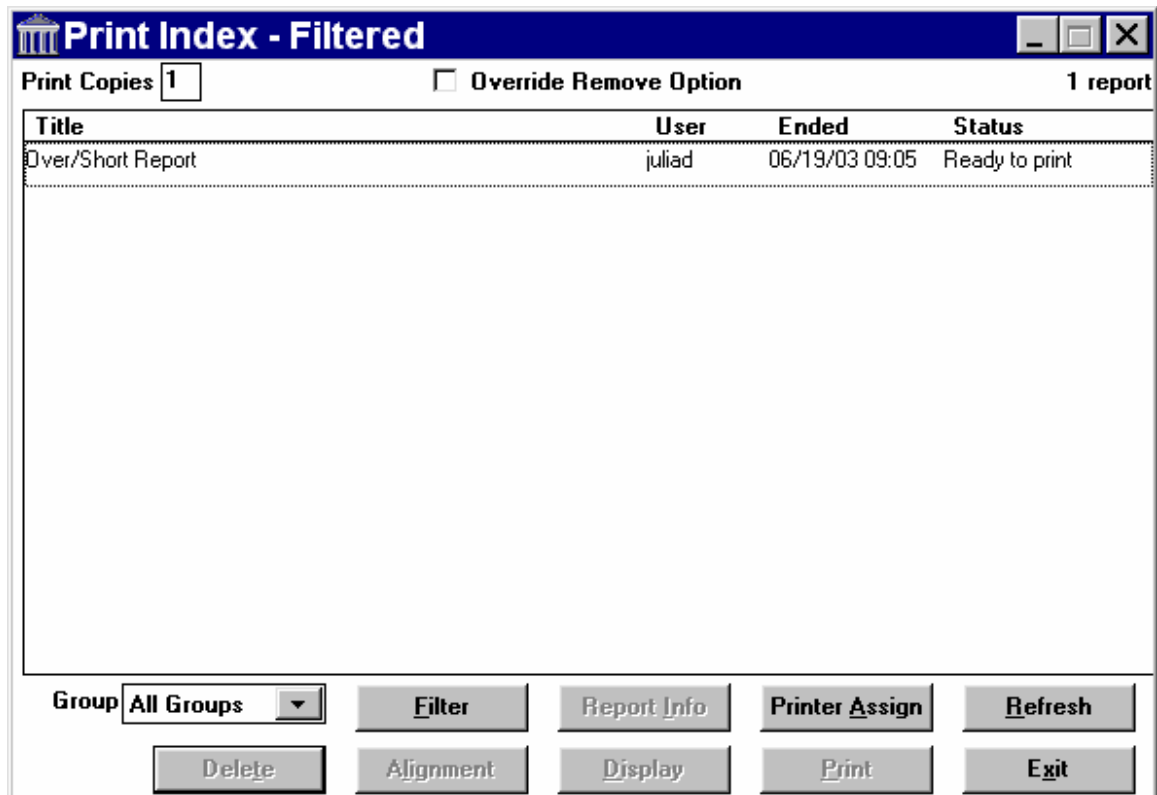 Print Index - Filtered
Print Copies 1 Override Remove Option 1 report
Title User Ended Status
Over/Short Report juliad 06/19/03 09:05 Ready to print
Group All Groups Filter Report Info Printer Assign Refresh
Delete Alignment Display Print Exit